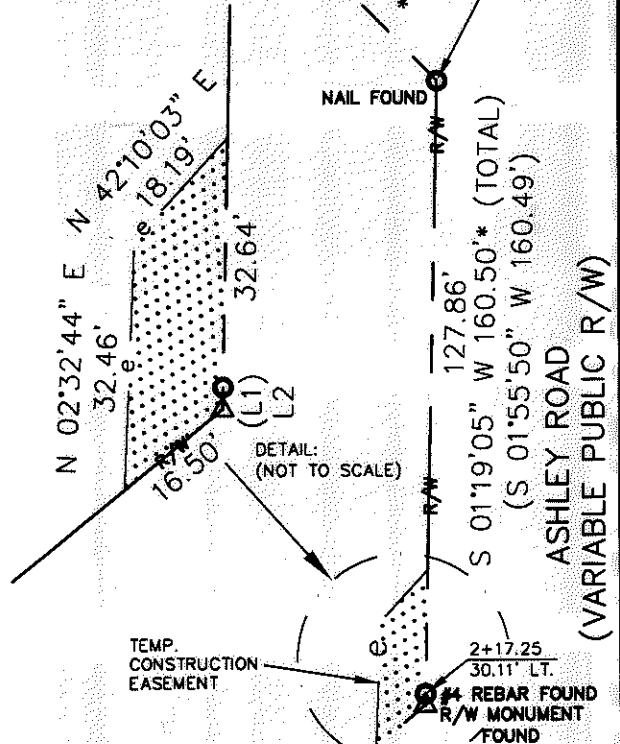 *
NAIL FOUND
R/W
N 42°10'03" E
18.19'
e
N 02°32'44" E
32.46'
e
32.64'
(L1)
L2
R/W
16.50'
DETAIL:
(NOT TO SCALE)
127.86'
S 01°19'05" W 160.50'* (TOTAL)
(S 01°55'50" W 160.49')
ASHLEY ROAD
(VARIABLE PUBLIC R/W)
R/W
e
TEMP.
CONSTRUCTION
EASEMENT
2+17.25
30.11' LT.
#4 REBAR FOUND
R/W MONUMENT
FOUND